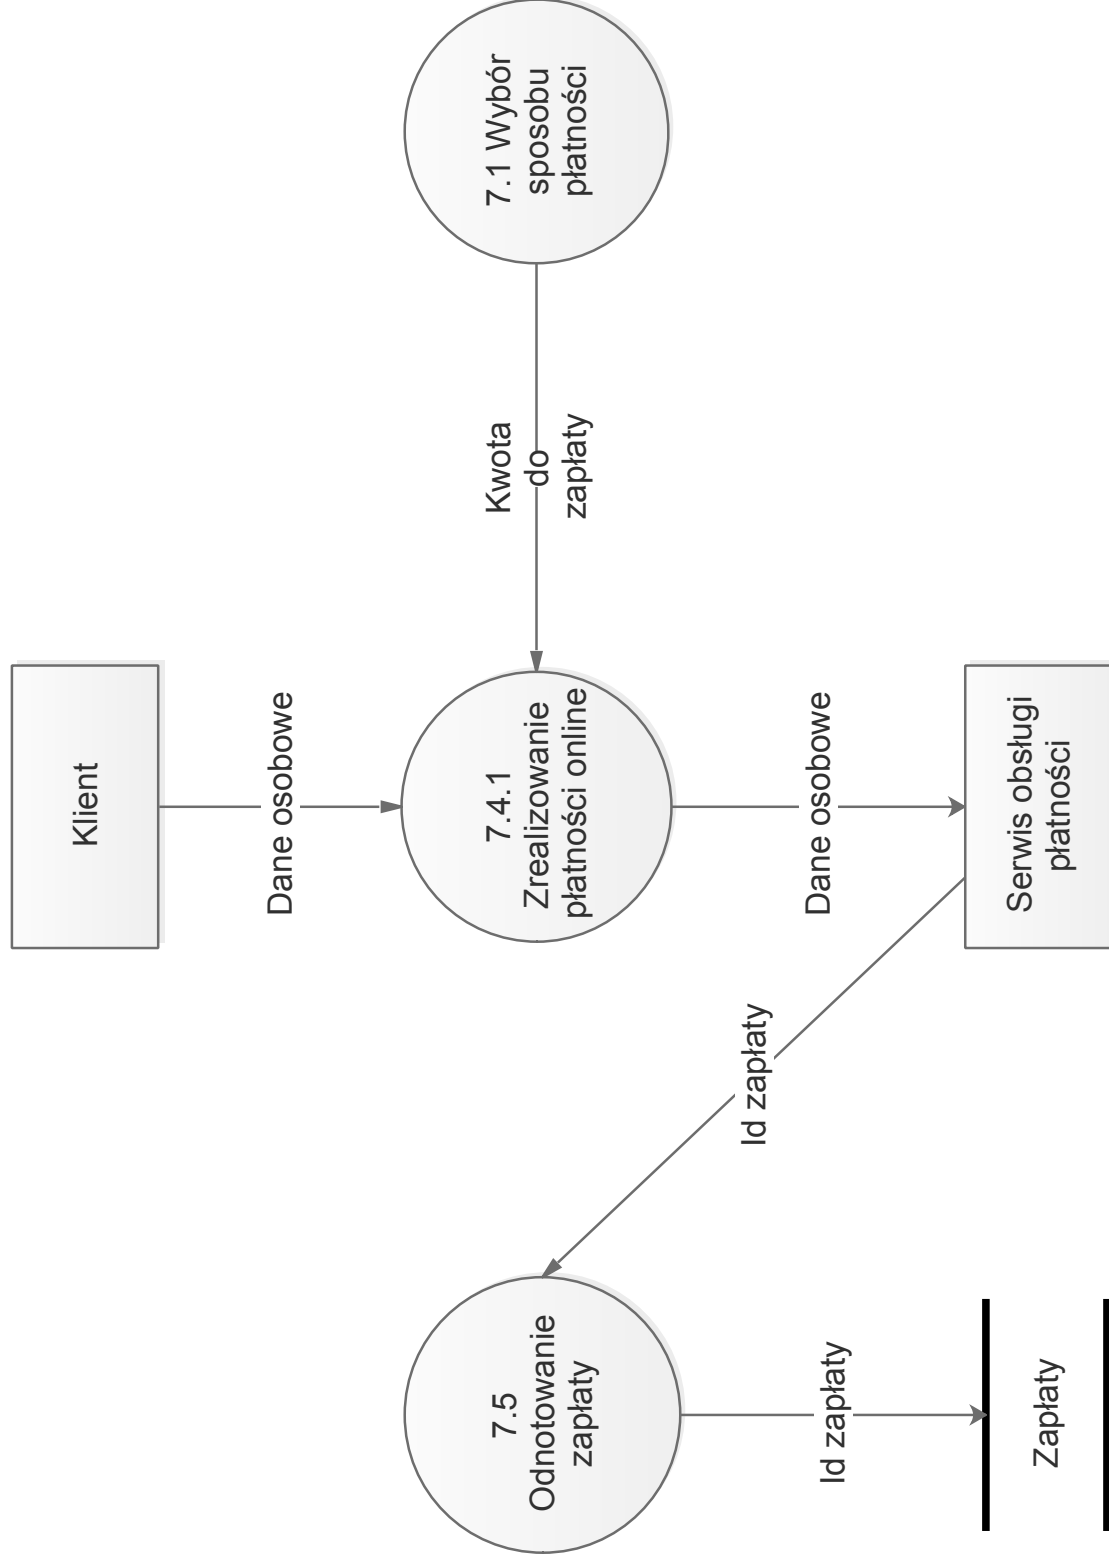 Klient
Dane osobowe
7.1 Wybór
sposobu
płatności
Kwota
do
zapłaty
7.4.1
Zrealizowanie
płatności online
Dane osobowe
Serwis obsługi
płatności
Id zapłaty
7.5
Odnotowanie
zapłaty
Id zapłaty
Zapłaty